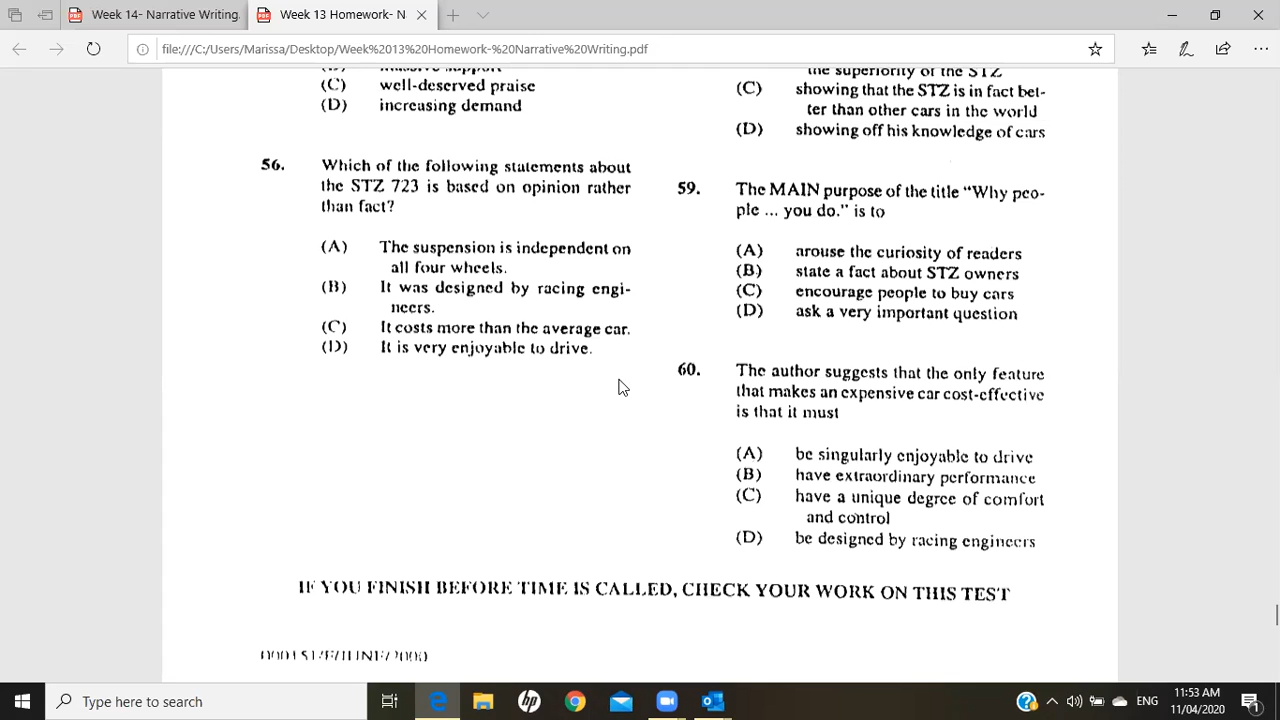 Week 14- Narrative Writing.
Week 13 Homework- N
file:///C:/Users/Marissa/Desktop/Week%2013%20Homework-%20Narrative%20Writing.pdf
massive support
(C) well-deserved praise
(D) increasing demand
56. Which of the following statements about
the STZ 723 is based on opinion rather
than fact?
(A) The suspension is independent on
all four wheels.
(B) It was designed by racing engi-
neers.
(C) It costs more than the average car.
(D) It is very enjoyable to drive.
the superiority of the STZ
(C) showing that the STZ is in fact bet-
ter than other cars in the world
(D) showing off his knowledge of cars
59. The MAIN purpose of the title “Why peo-
ple ... you do.” is to
(A) arouse the curiosity of readers
(B) state a fact about STZ owners
(C) encourage people to buy cars
(D) ask a very important question
60. The author suggests that the only feature
that makes an expensive car cost-effective
is that it must
(A) be singularly enjoyable to drive
(B) have extraordinary performance
(C) have a unique degree of comfort
and control
(D) be designed by racing engineers
IF YOU FINISH BEFORE TIME IS CALLED, CHECK YOUR WORK ON THIS TEST
Type here to search
hp
ENG
11:53 AM
11/04/2020
1